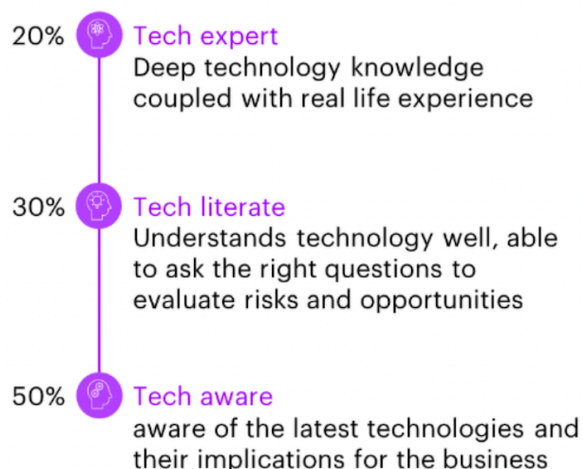 20%
Tech expert
Deep technology knowledge
coupled with real life experience
30%
Tech literate
Understands technology well, able
to ask the right questions to
evaluate risks and opportunities
50%
Tech aware
aware of the latest technologies and
their implications for the business